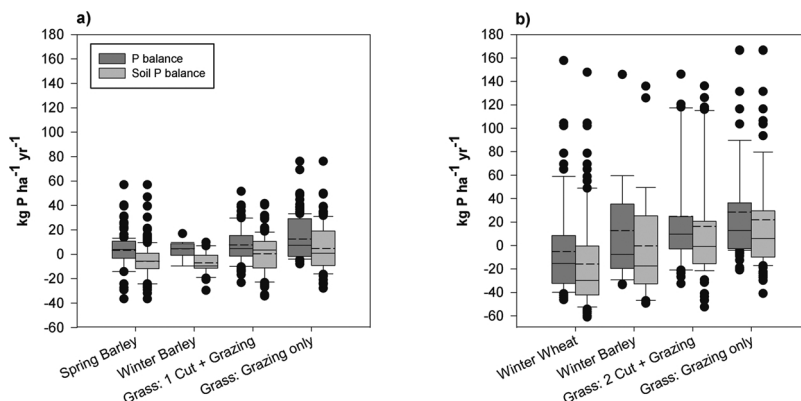 a)
kg P ha⁻¹ yr⁻¹
180
160
140
120
100
80
60
40
20
0
-20
-40
-60
P balance
Soil P balance
Spring Barley
Winter Barley
Grass: 1 Cut + Grazing
Grass: Grazing only
b)
kg P ha⁻¹ yr⁻¹
180
160
140
120
100
80
60
40
20
0
-20
-40
-60
Winter Wheat
Winter Barley
Grass: 2 Cut + Grazing
Grass: Grazing only